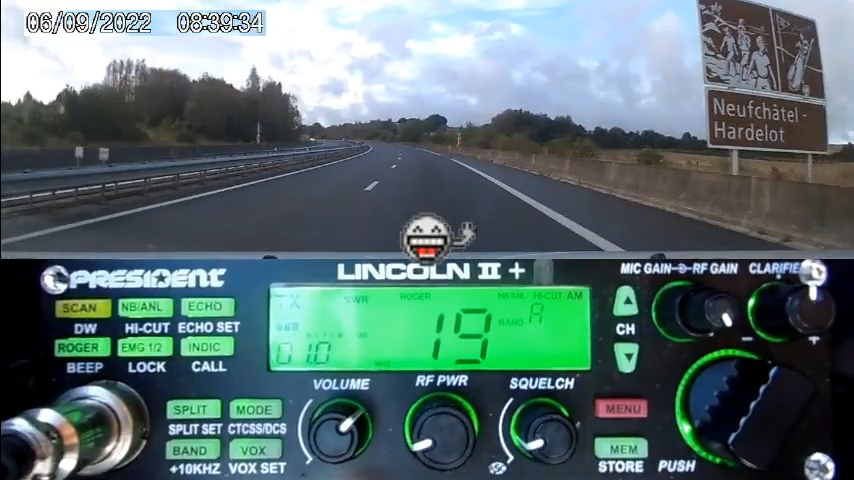 06/09/2022 08:39:34
Neufchâtel-
Hardelot
PRESIDENT
LINCOLN II +
MIC GAIN RF GAIN
CLARIFIER
SCAN NB/ANL ECHO
DW HI-CUT ECHO SET
ROGER EMG 1/2 INDIC
BEEP LOCK CALL
TX SWR ROGER NB/ANL HI-CUT AM
19 BAND A
CH
VOLUME RF PWR SQUELCH
SPLIT MODE
SPLIT SET CTCSS/DCS
BAND VOX
+10KHZ VOX SET
MENU
MEM
STORE PUSH
- +